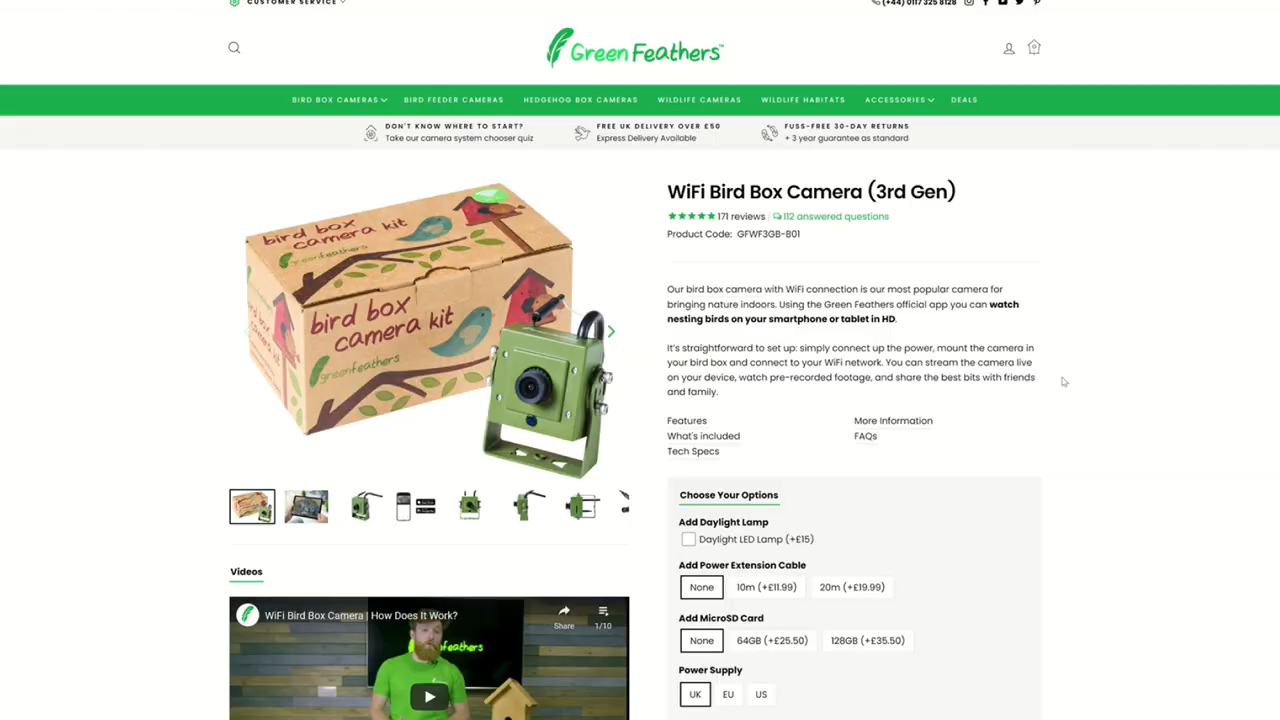 CUSTOMER SERVICE
(+44) 0117 325 8128
Green Feathers™
BIRD BOX CAMERAS
BIRD FEEDER CAMERAS
HEDGEHOG BOX CAMERAS
WILDLIFE CAMERAS
WILDLIFE HABITATS
ACCESSORIES
DEALS
DON'T KNOW WHERE TO START?
Take our camera system chooser quiz
FREE UK DELIVERY OVER £50
Express Delivery Available
FUSS-FREE 30-DAY RETURNS
+ 3 year guarantee as standard
bird box
camera kit
greenfeathers
bird box
camera kit
greenfeathers
WiFi Bird Box Camera (3rd Gen)
171 reviews
112 answered questions
Product Code: GFWF3GB-B01
Our bird box camera with WiFi connection is our most popular camera for
bringing nature indoors. Using the Green Feathers official app you can watch
nesting birds on your smartphone or tablet in HD.
It's straightforward to set up: simply connect up the power, mount the camera in
your bird box and connect to your WiFi network. You can stream the camera live
on your device, watch pre-recorded footage, and share the best bits with friends
and family.
Features
More Information
What's included
FAQs
Tech Specs
Choose Your Options
Add Daylight Lamp
Daylight LED Lamp (+£15)
Add Power Extension Cable
None
10m (+£11.99)
20m (+£19.99)
Add MicroSD Card
None
64GB (+£25.50)
128GB (+£35.50)
Power Supply
UK
EU
US
Videos
WiFi Bird Box Camera | How Does It Work?
Share
1/10